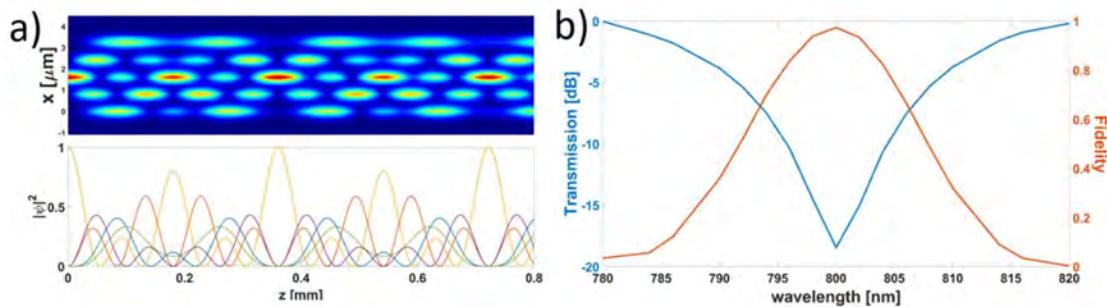 a)
x [μm]
4
3
2
1
0
-1
|ψ|²
1
0.5
0
0 0.2 0.4 0.6 0.8
z [mm]
b)
Transmission [dB]
0
-5
-10
-15
-20
780 785 790 795 800 805 810 815 820
wavelength [nm]
1
0.8
0.6
0.4
0.2
0
Fidelity